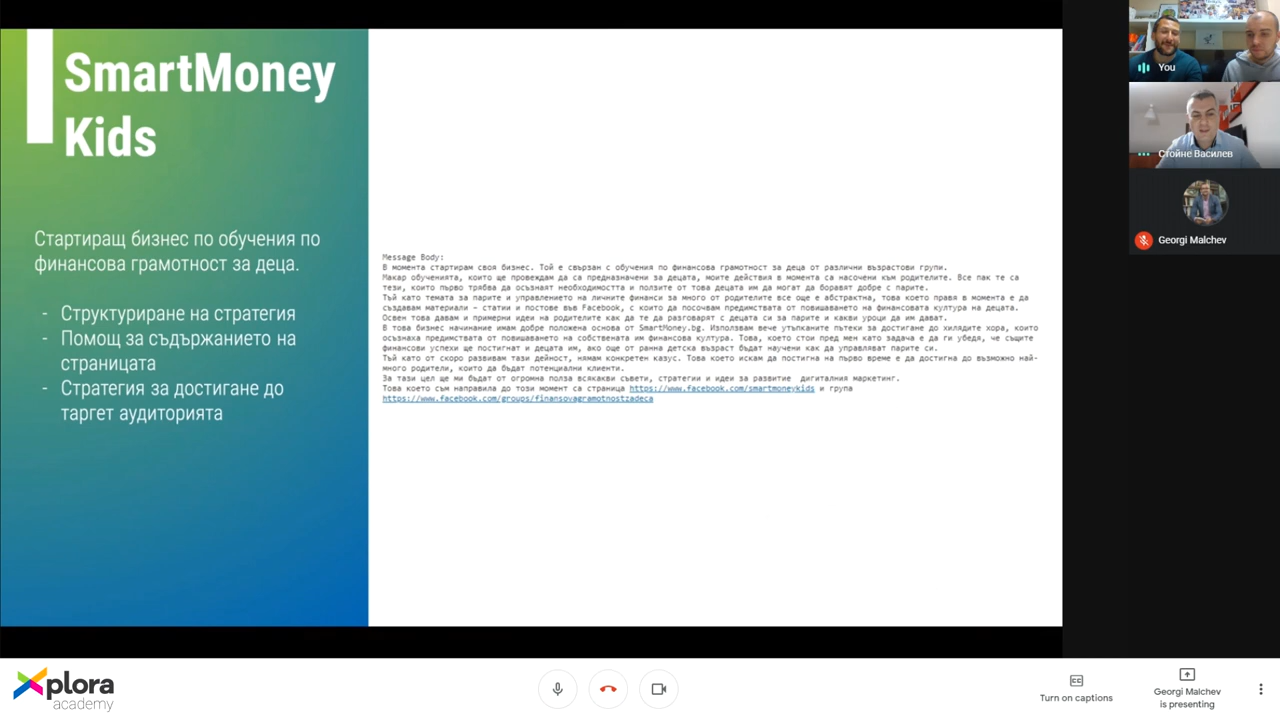 SmartMoney
Kids
Стартиращ бизнес по обучения по
финансова грамотност за деца.
- Структуриране на стратегия
- Помощ за съдържанието на
страницата
- Стратегия за достигане до
таргет аудиторията
Message Body:
В момента стартирам своя бизнес. Той е свързан с обучения по финансова грамотност за деца от различни възрастови групи.
Макар обученията, които ще провеждам да са предназначени за децата, моите действия в момента са насочени към родителите. Все пак те са
тези, които първо трябва да осъзнаят необходимостта и ползите от това децата им да могат да боравят добре с парите.
Тъй като темата за парите и управлението на личните финанси за много от родителите все още е абстрактна, това което правя в момента е да
създавам материали – статии и постове във Facebook, с които да посочвам предимствата от повишаването на финансовата култура на децата.
Освен това давам и примерни идеи на родителите как да те да разговарят с децата си за парите и какви уроци да им дават.
В това бизнес начинание имам добре положена основа от SmartMoney.bg. Използвам вече утъпканите пътеки за достигане до хилядите хора, които
осъзнаха предимствата от повишаването на собствената им финансова култура. Това, което стои пред мен като задача е да ги убедя, че същите
финансови успехи ще постигнат и децата им, ако още от ранна детска възраст бъдат научени как да управляват парите си.
Тъй като от скоро развивам тази дейност, нямам конкретен казус. Това което искам да постигна на първо време е да достигна до възможно най-
много родители, които да бъдат потенциални клиенти.
За тази цел ще ми бъдат от огромна полза всякакви съвети, стратегии и идеи за развитие дигиталния маркетинг.
Това което съм направила до този момент са страница https://www.facebook.com/smartmoneykids и група
https://www.facebook.com/groups/finansovagramotnostzadeca
You
Стойне Василев
Georgi Malchev
Xplora
academy
CC
Turn on captions
Georgi Malchev
is presenting